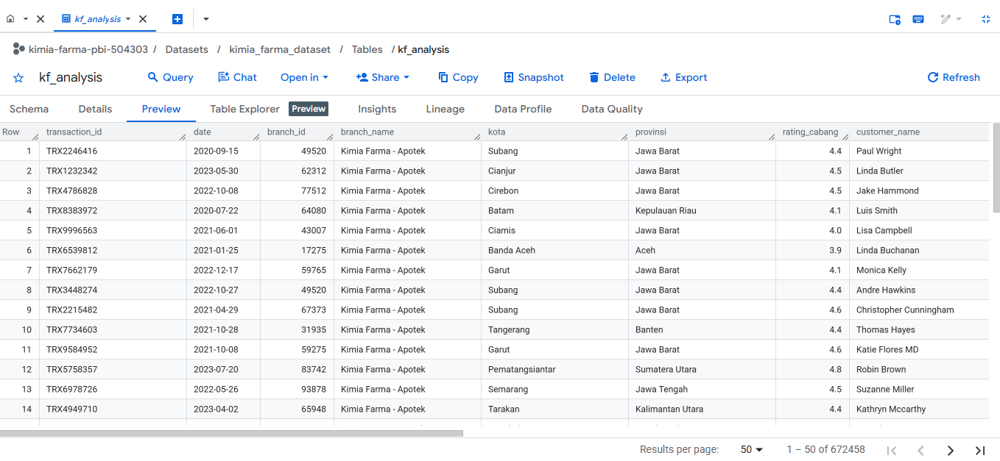 kf_analysis
kimia-farma-pbi-504303 / Datasets / kimia_farma_dataset / Tables / kf_analysis
kf_analysis Query Chat Open in Share Copy Snapshot Delete Export Refresh
Schema Details Preview Table Explorer Preview Insights Lineage Data Profile Data Quality
Row transaction_id date branch_id branch_name kota provinsi rating_cabang customer_name
1 TRX2246416 2020-09-15 49520 Kimia Farma - Apotek Subang Jawa Barat 4.4 Paul Wright
2 TRX1232342 2023-05-30 62312 Kimia Farma - Apotek Cianjur Jawa Barat 4.5 Linda Butler
3 TRX4786828 2022-10-08 77512 Kimia Farma - Apotek Cirebon Jawa Barat 4.5 Jake Hammond
4 TRX8383972 2020-07-22 64080 Kimia Farma - Apotek Batam Kepulauan Riau 4.1 Luis Smith
5 TRX9996563 2021-06-01 43007 Kimia Farma - Apotek Ciamis Jawa Barat 4.0 Lisa Campbell
6 TRX6539812 2021-01-25 17275 Kimia Farma - Apotek Banda Aceh Aceh 3.9 Linda Buchanan
7 TRX7662179 2022-12-17 59765 Kimia Farma - Apotek Garut Jawa Barat 4.1 Monica Kelly
8 TRX3448274 2022-10-27 49520 Kimia Farma - Apotek Subang Jawa Barat 4.4 Andre Hawkins
9 TRX2215482 2021-04-29 67373 Kimia Farma - Apotek Subang Jawa Barat 4.6 Christopher Cunningham
10 TRX7734603 2021-10-28 31935 Kimia Farma - Apotek Tangerang Banten 4.4 Thomas Hayes
11 TRX9584952 2021-10-08 59275 Kimia Farma - Apotek Garut Jawa Barat 4.6 Katie Flores MD
12 TRX5758357 2023-07-20 83742 Kimia Farma - Apotek Pematangsiantar Sumatera Utara 4.8 Robin Brown
13 TRX6978726 2022-05-26 93878 Kimia Farma - Apotek Semarang Jawa Tengah 4.5 Suzanne Miller
14 TRX4949710 2023-04-02 65948 Kimia Farma - Apotek Tarakan Kalimantan Utara 4.4 Kathryn Mccarthy
Results per page: 50 1 – 50 of 672458